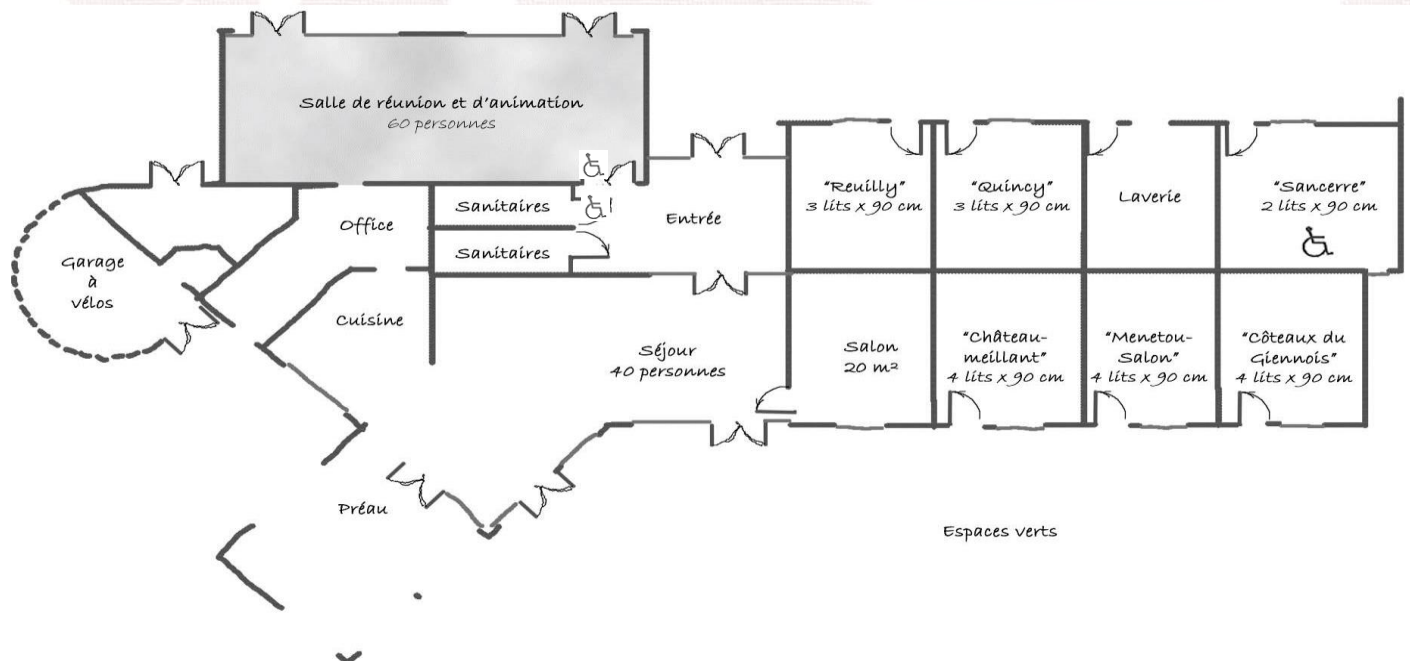 Salle de réunion et d'animation
60 personnes
"Reuilly"
3 lits x 90 cm
"Quincy"
3 lits x 90 cm
Laverie
"Sancerre"
2 lits x 90 cm
Sanitaires
Office
Entrée
Sanitaires
Garage
à
vélos
Cuisine
Séjour
40 personnes
Salon
20 m²
"Château-
meillant"
4 lits x 90 cm
"Menetou-
Salon"
4 lits x 90 cm
"Côteaux du
Giennois"
4 lits x 90 cm
Préau
Espaces verts